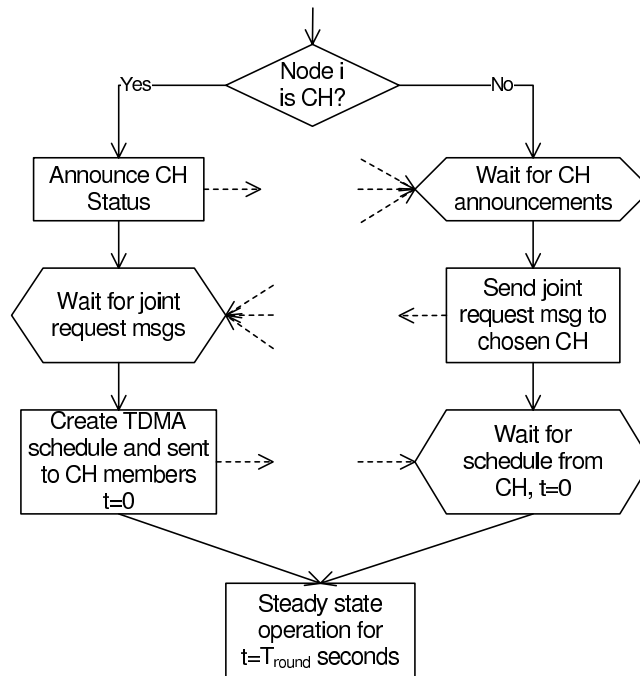 Node i
is CH?
Yes
No
Announce CH
Status
Wait for CH
announcements
Wait for joint
request msgs
Send joint
request msg to
chosen CH
Create TDMA
schedule and sent
to CH members
t=0
Wait for
schedule from
CH, t=0
Steady state
operation for
t=Tround seconds